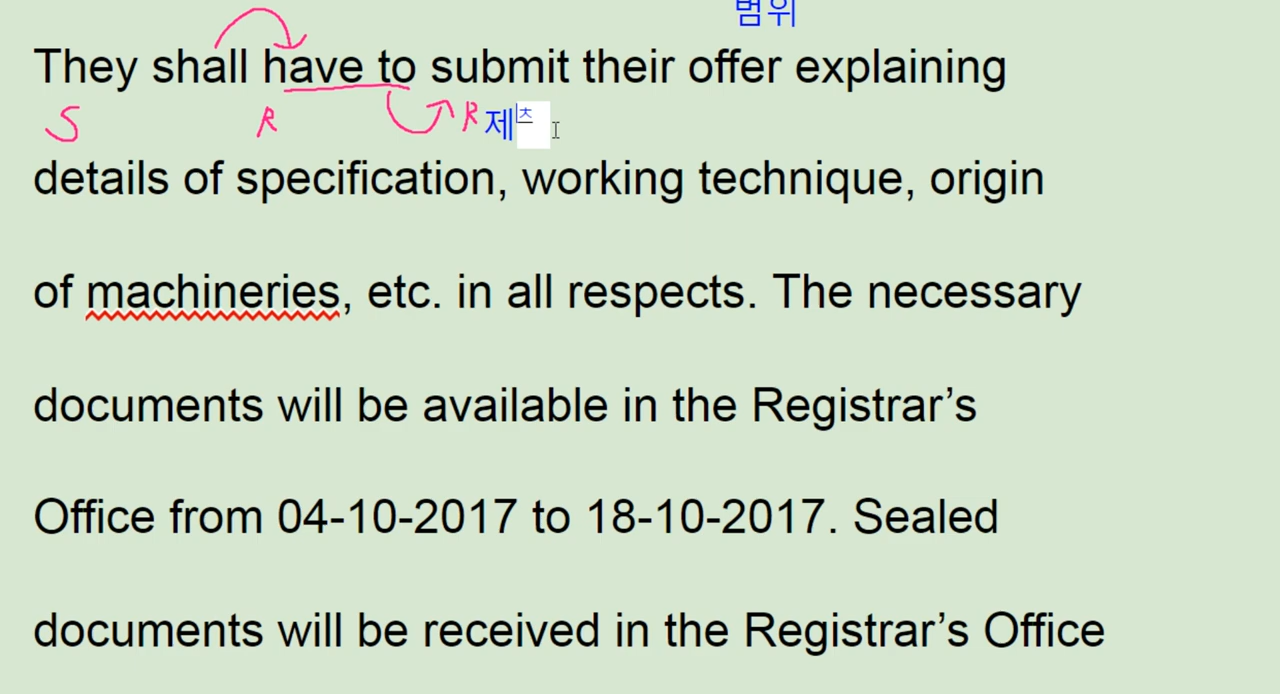 범위
They shall have to submit their offer explaining
S R R 제츠
details of specification, working technique, origin
of machineries, etc. in all respects. The necessary
documents will be available in the Registrar’s
Office from 04-10-2017 to 18-10-2017. Sealed
documents will be received in the Registrar’s Office